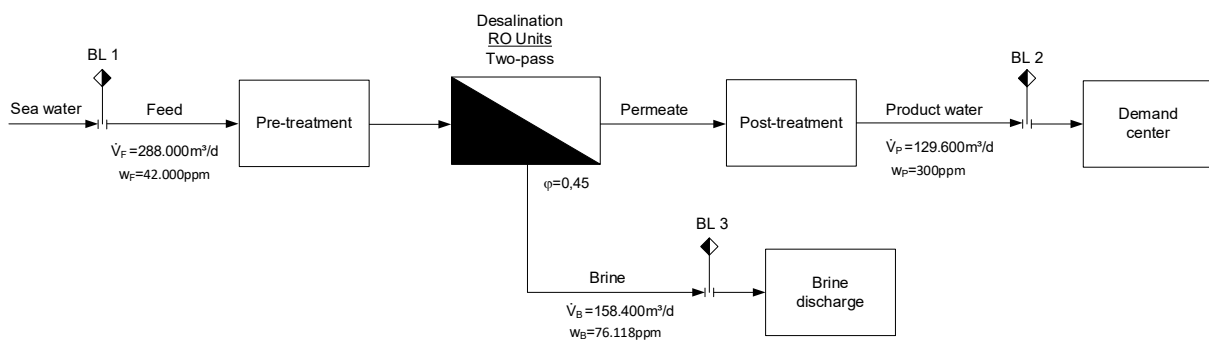 Desalination
RO Units
Two-pass
BL 1
BL 2
Sea water
Feed
Pre-treatment
Permeate
Post-treatment
Product water
Demand
center
V̇F =288.000m³/d
wF=42.000ppm
φ=0,45
V̇P =129.600m³/d
wP=300ppm
BL 3
Brine
Brine
discharge
V̇B =158.400m³/d
wB=76.118ppm